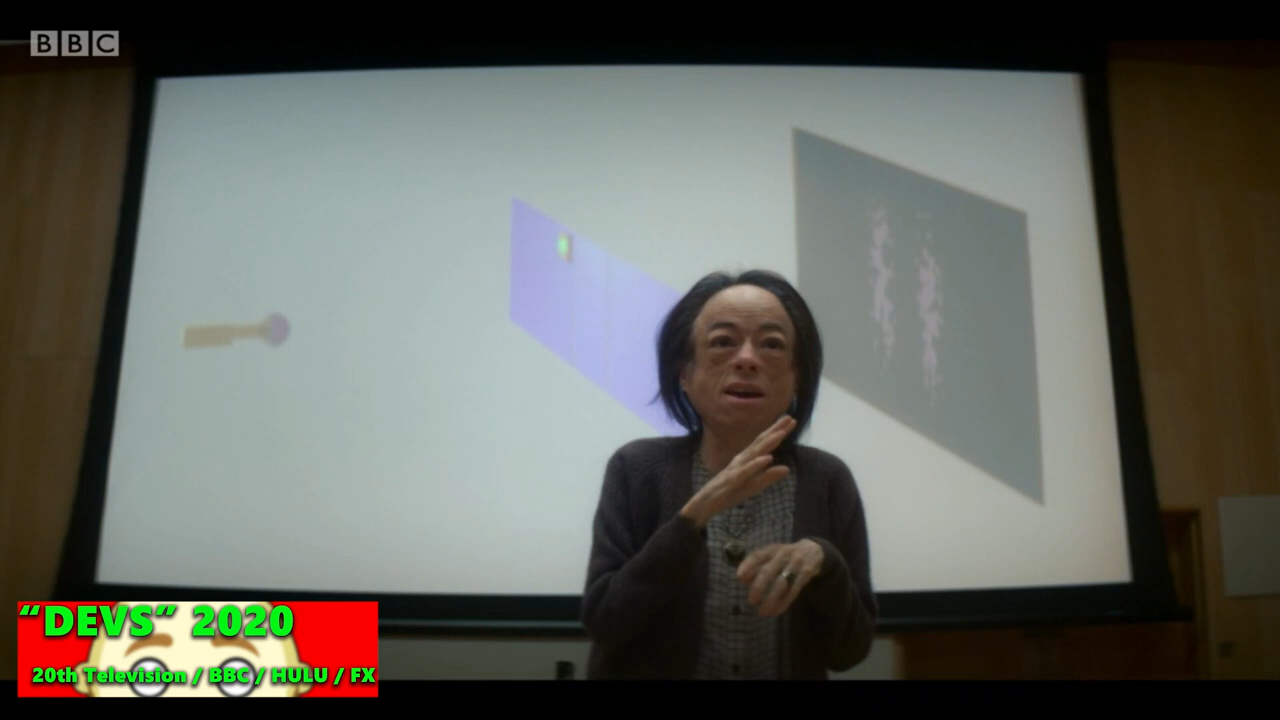 BBC
“DEVS” 2020
20th Television / BBC / HULU / FX